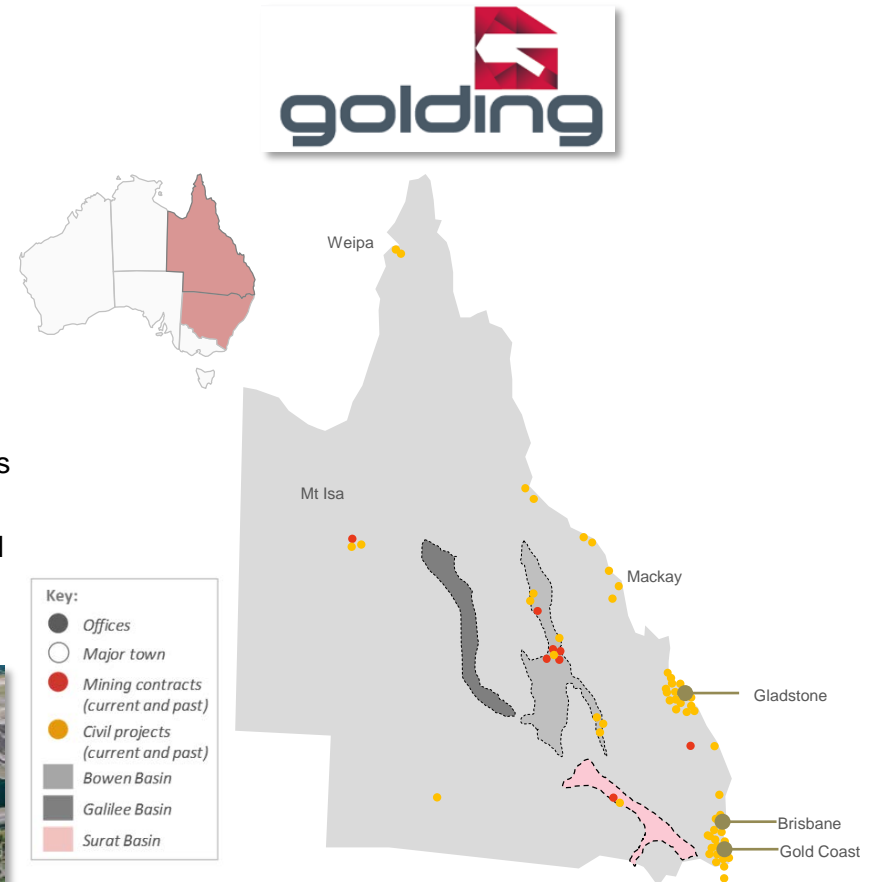 golding
Weipa
Mt Isa
s
Mackay
Key:
Offices
Major town
Mining contracts
(current and past)
Civil projects
(current and past)
Bowen Basin
Galilee Basin
Surat Basin
Gladstone
Brisbane
Gold Coast